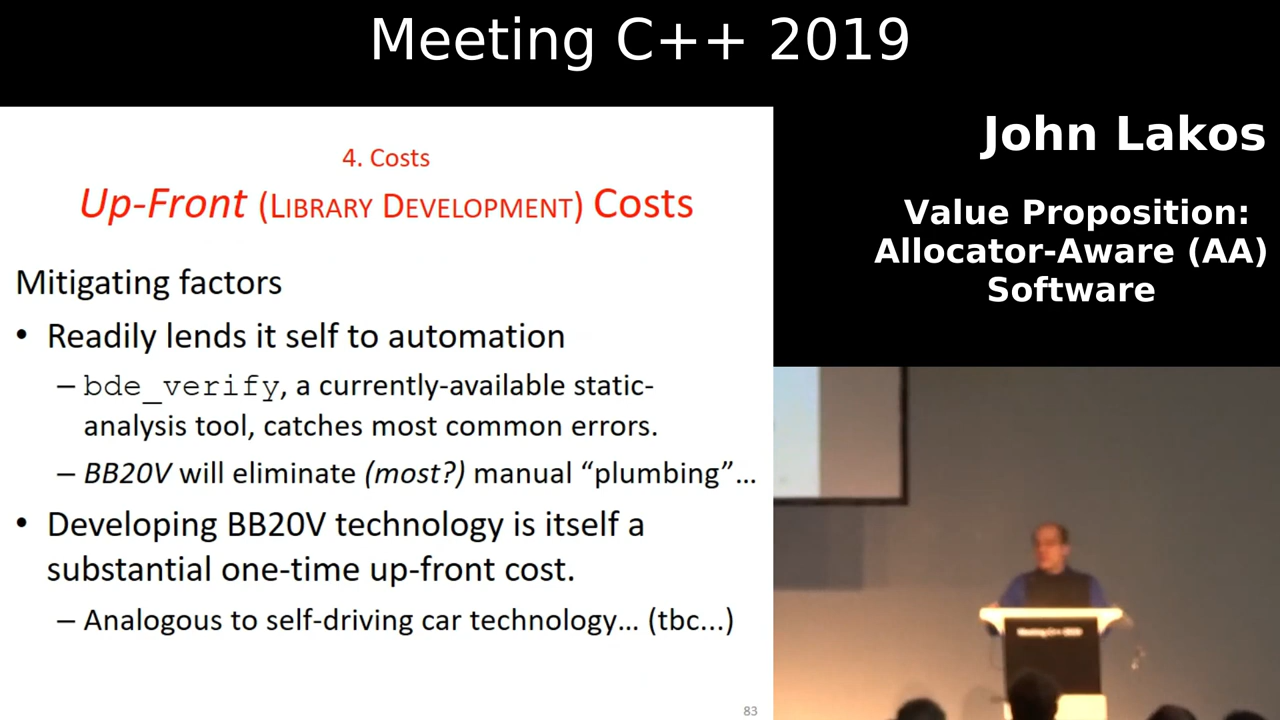 Meeting C++ 2019
4. Costs
Up-Front (LIBRARY DEVELOPMENT) Costs
Mitigating factors
• Readily lends it self to automation
– bde_verify, a currently-available static-
analysis tool, catches most common errors.
– BB20V will eliminate (most?) manual “plumbing”…
• Developing BB20V technology is itself a
substantial one-time up-front cost.
– Analogous to self-driving car technology… (tbc...)
83
John Lakos
Value Proposition:
Allocator-Aware (AA)
Software
Meeting C++ 2019